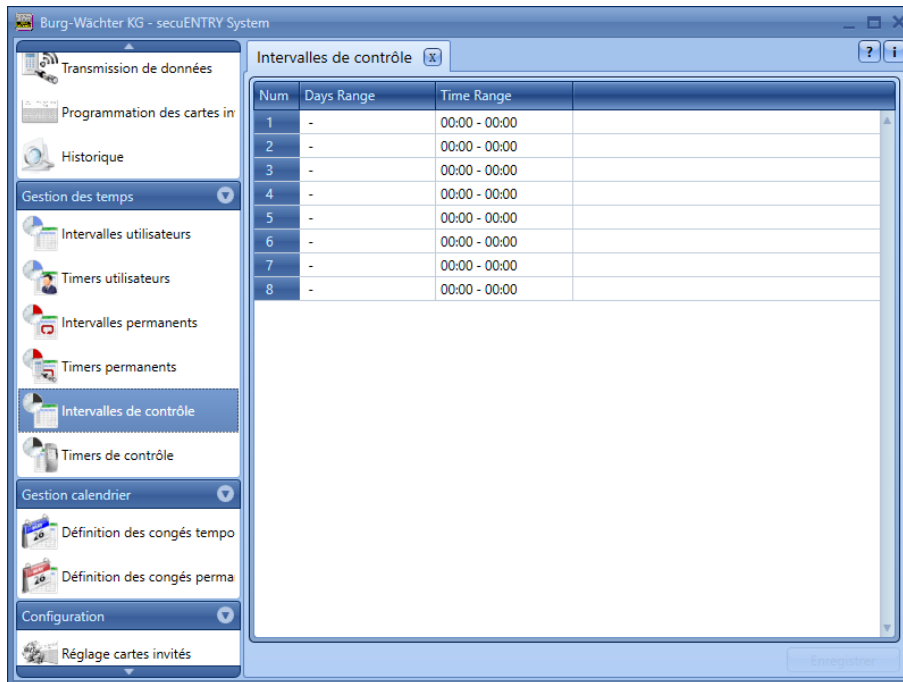 Burg-Wächter KG - secuENTRY System
Transmission de données
Programmation des cartes in
Historique
Gestion des temps
Intervalles utilisateurs
Timers utilisateurs
Intervalles permanents
Timers permanents
Intervalles de contrôle
Timers de contrôle
Gestion calendrier
Définition des congés tempo
Définition des congés perma
Configuration
Réglage cartes invités
Intervalles de contrôle x
? i
Num Days Range Time Range
1 - 00:00 - 00:00
2 - 00:00 - 00:00
3 - 00:00 - 00:00
4 - 00:00 - 00:00
5 - 00:00 - 00:00
6 - 00:00 - 00:00
7 - 00:00 - 00:00
8 - 00:00 - 00:00
Enregistrer